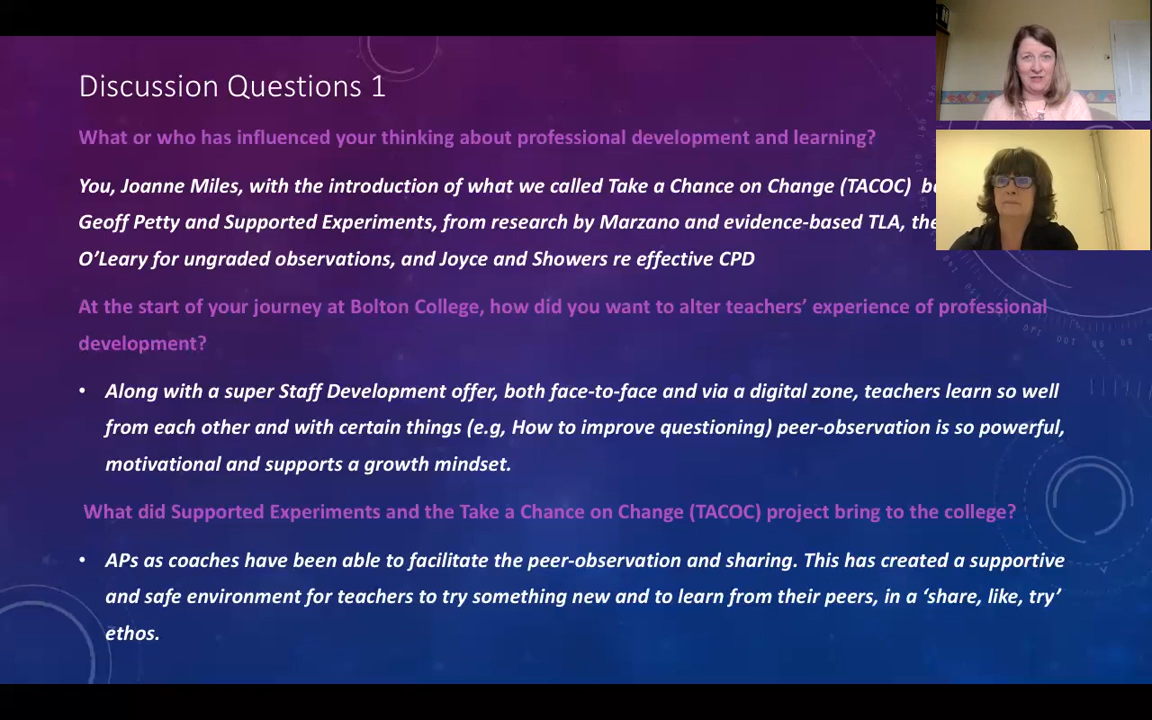 Discussion Questions 1
What or who has influenced your thinking about professional development and learning?
You, Joanne Miles, with the introduction of what we called Take a Chance on Change (TACOC)
Geoff Petty and Supported Experiments, from research by Marzano and evidence-based TLA,
O’Leary for ungraded observations, and Joyce and Showers re effective CPD
At the start of your journey at Bolton College, how did you want to alter teachers’ experience of professional
development?
• Along with a super Staff Development offer, both face-to-face and via a digital zone, teachers learn so well
from each other and with certain things (e.g, How to improve questioning) peer-observation is so powerful,
motivational and supports a growth mindset.
What did Supported Experiments and the Take a Chance on Change (TACOC) project bring to the college?
• APs as coaches have been able to facilitate the peer-observation and sharing. This has created a supportive
and safe environment for teachers to try something new and to learn from their peers, in a ‘share, like, try’
ethos.